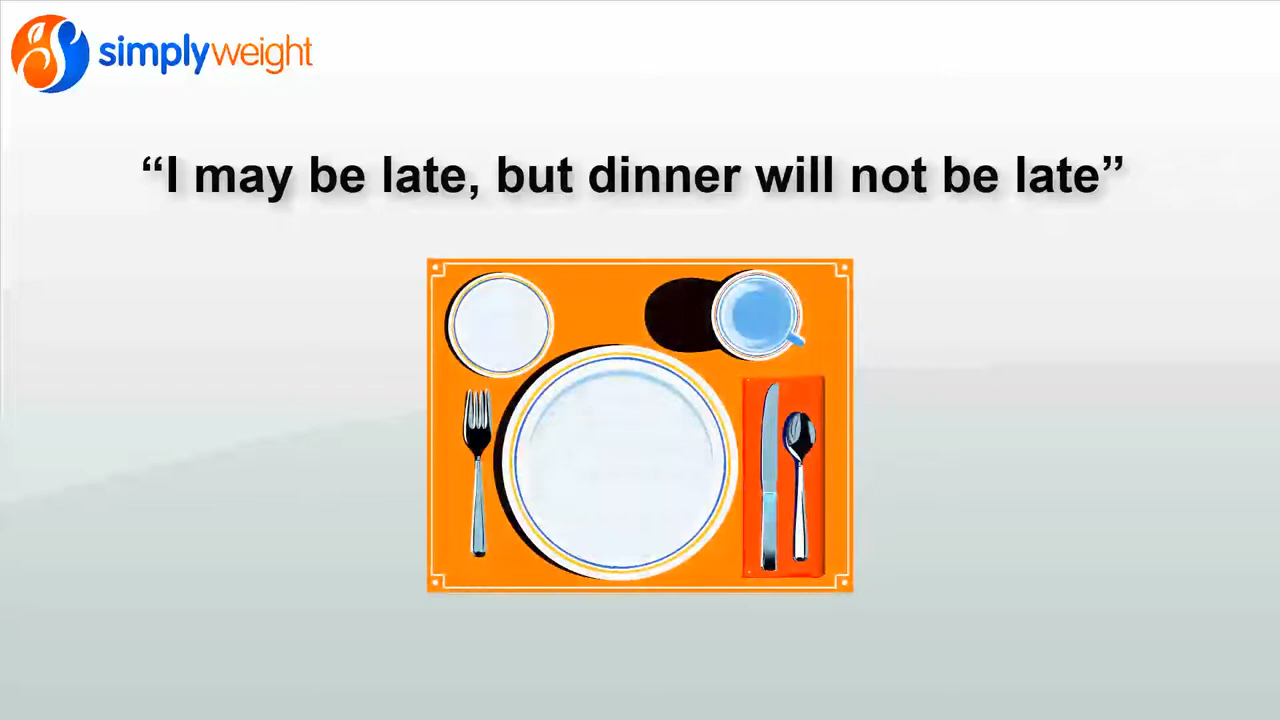 simplyweight
“I may be late, but dinner will not be late”